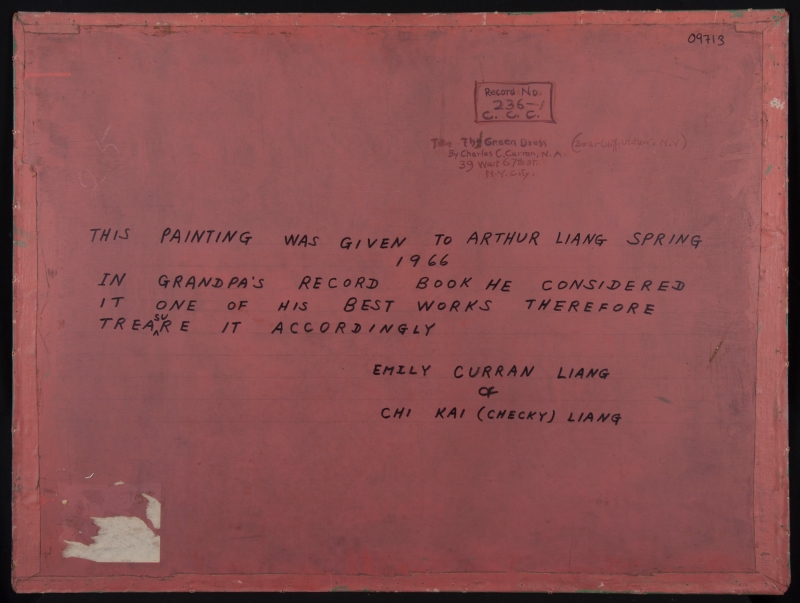 09713
Record No.
236-1
C. C. C.
The Green Dress
By Charles C. Curran, N.A.
39 West 67th St.
N.Y. City.
THIS PAINTING WAS GIVEN TO ARTHUR LIANG SPRING
1966
IN GRANDPA'S RECORD BOOK HE CONSIDERED
IT ONE OF HIS BEST WORKS THEREFORE
TREASURE IT ACCORDINGLY
EMILY CURRAN LIANG
OF
CHI KAI (CHECKY) LIANG